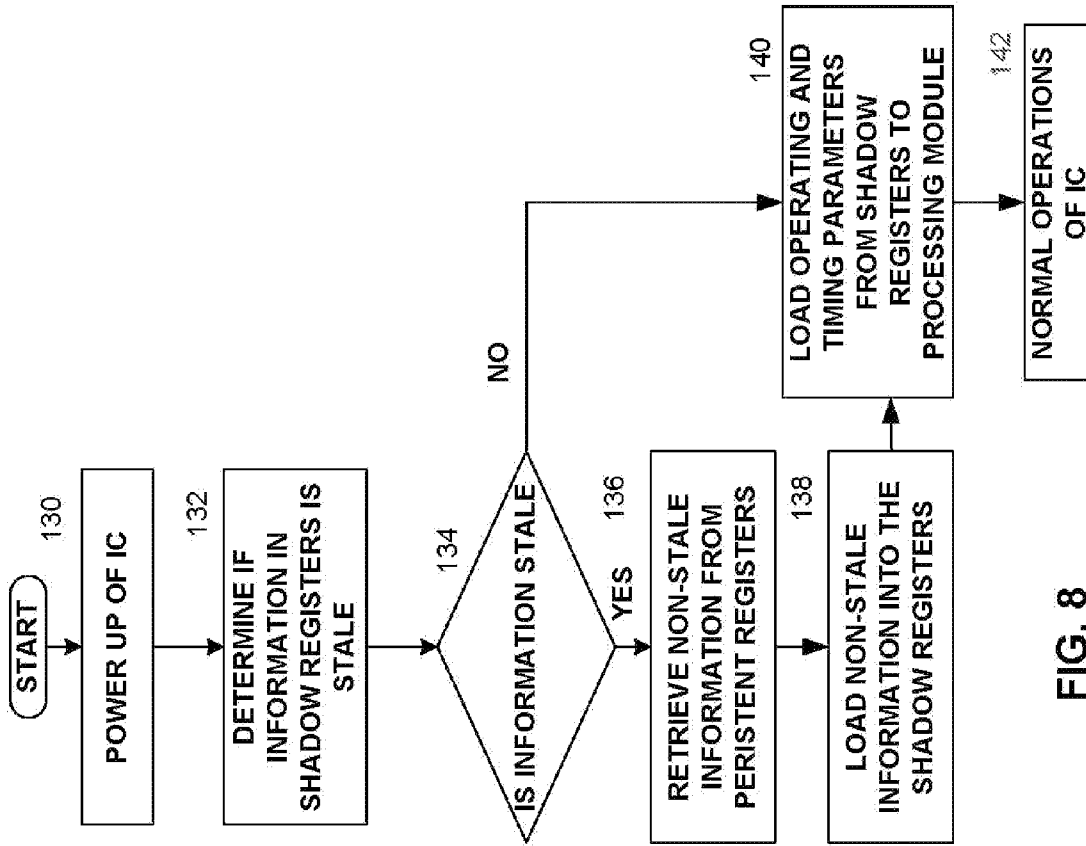 START
130
POWER UP OF IC
132
DETERMINE IF
INFORMATION IN
SHADOW REGISTERS IS
STALE
134
IS INFORMATION STALE
NO
YES
136
RETRIEVE NON-STALE
INFORMATION FROM
PERISTENT REGISTERS
138
LOAD NON-STALE
INFORMATION INTO THE
SHADOW REGISTERS
140
LOAD OPERATING AND
TIMING PARAMETERS
FROM SHADOW
REGISTERS TO
PROCESSING MODULE
142
NORMAL OPERATIONS
OF IC
FIG. 8